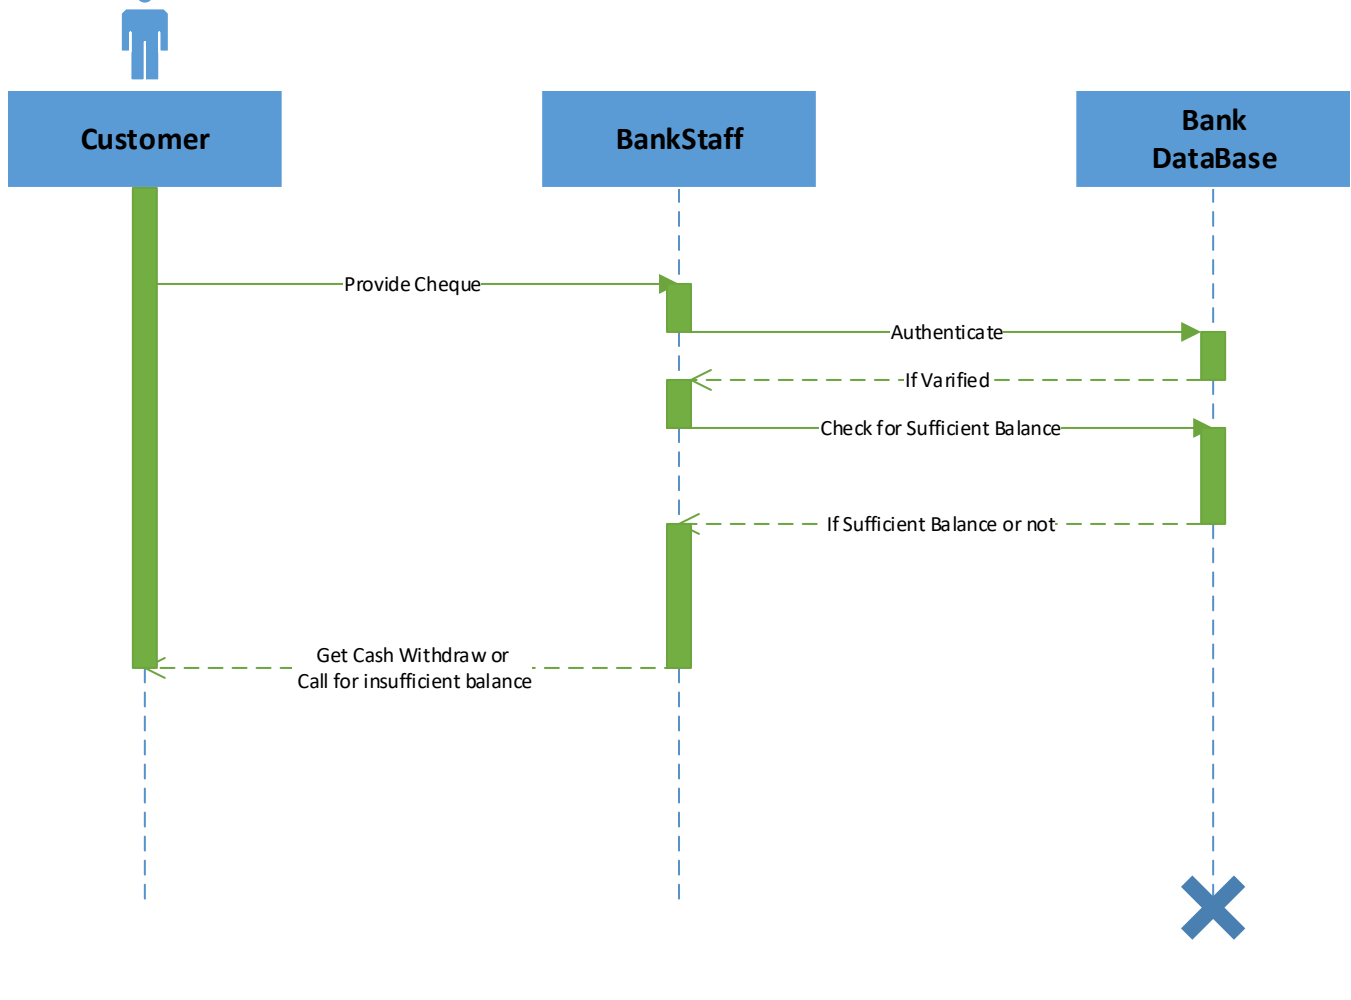 Customer
BankStaff
Bank
DataBase
Provide Cheque
Authenticate
If Varified
Check for Sufficient Balance
If Sufficient Balance or not
Get Cash Withdraw or
Call for insufficient balance